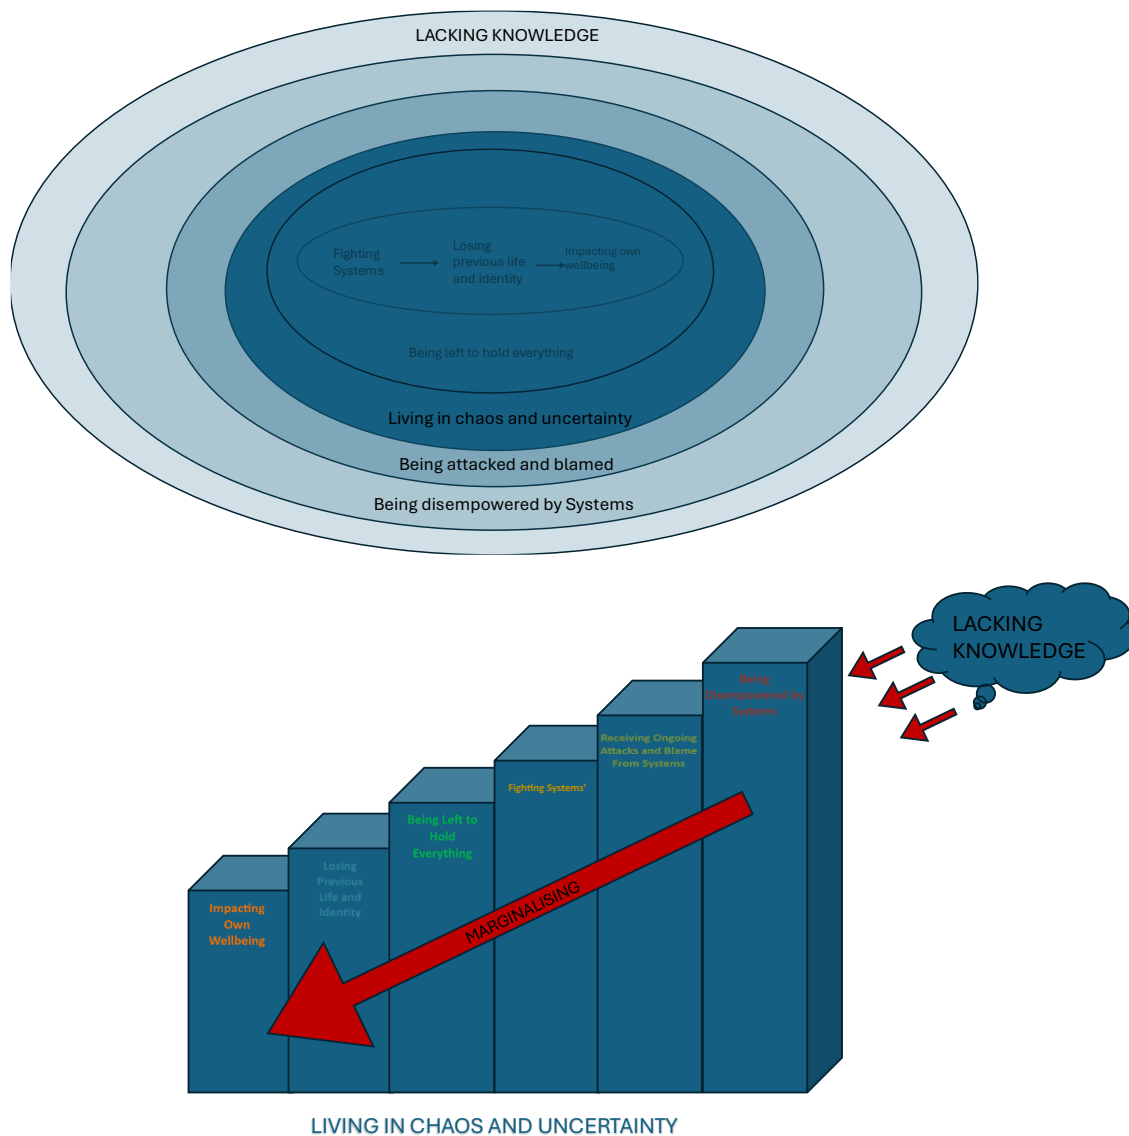 LACKING KNOWLEDGE
Fighting
Systems
Losing
previous life
and identity
Impacting own
wellbeing
Being left to hold everything
Living in chaos and uncertainty
Being attacked and blamed
Being disempowered by Systems
LACKING
KNOWLEDGE
Being
Disempowered by
Systems
Receiving Ongoing
Attacks and Blame
From Systems
Fighting Systems'
Being Left to
Hold
Everything
Losing
Previous
Life and
Identity
Impacting
Own
Wellbeing
MARGINALISING
LIVING IN CHAOS AND UNCERTAINTY